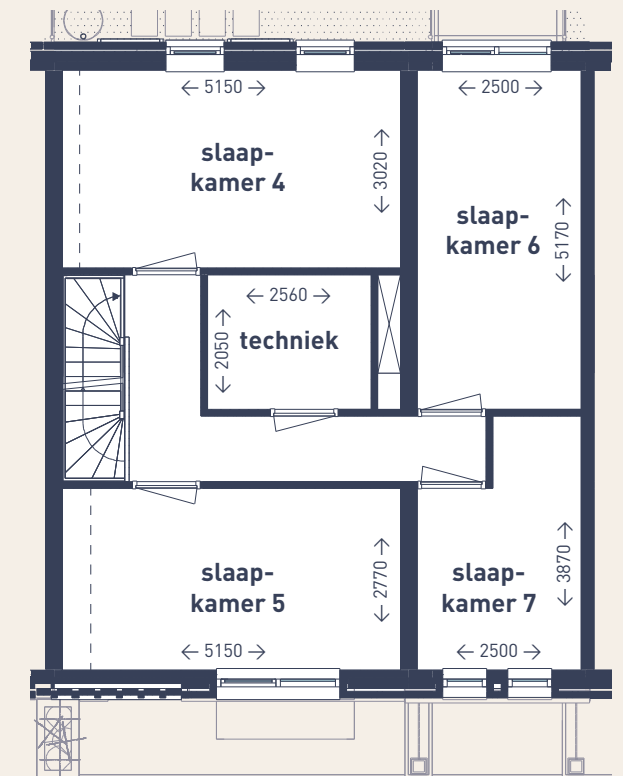 ← 5150 →
← 2500 →
slaap-
kamer 4
← 3020 →
slaap-
kamer 6
← 5170 →
← 2560 →
← 2050 →
techniek
slaap-
kamer 5
← 2770 →
slaap-
kamer 7
← 3870 →
← 5150 →
← 2500 →